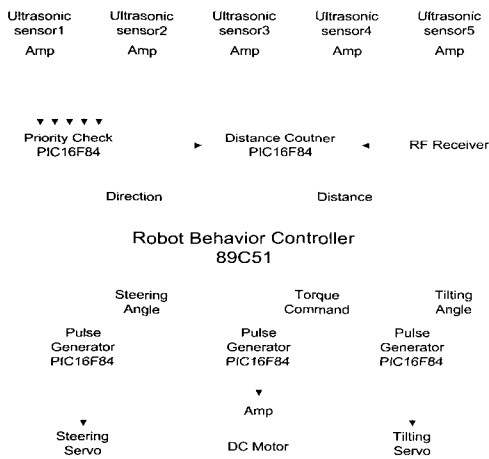 Ultrasonic Ultrasonic Ultrasonic Ultrasonic Ultrasonic
sensor1 sensor2 sensor3 sensor4 sensor5
Amp Amp Amp Amp Amp
Priority Check Distance Coutner RF Receiver
PIC16F84 PIC16F84
Direction Distance
Robot Behavior Controller
89C51
Steering Torque Tilting
Angle Command Angle
Pulse Pulse Pulse
Generator Generator Generator
PIC16F84 PIC16F84 PIC16F84
Amp
Steering DC Motor Tilting
Servo Servo